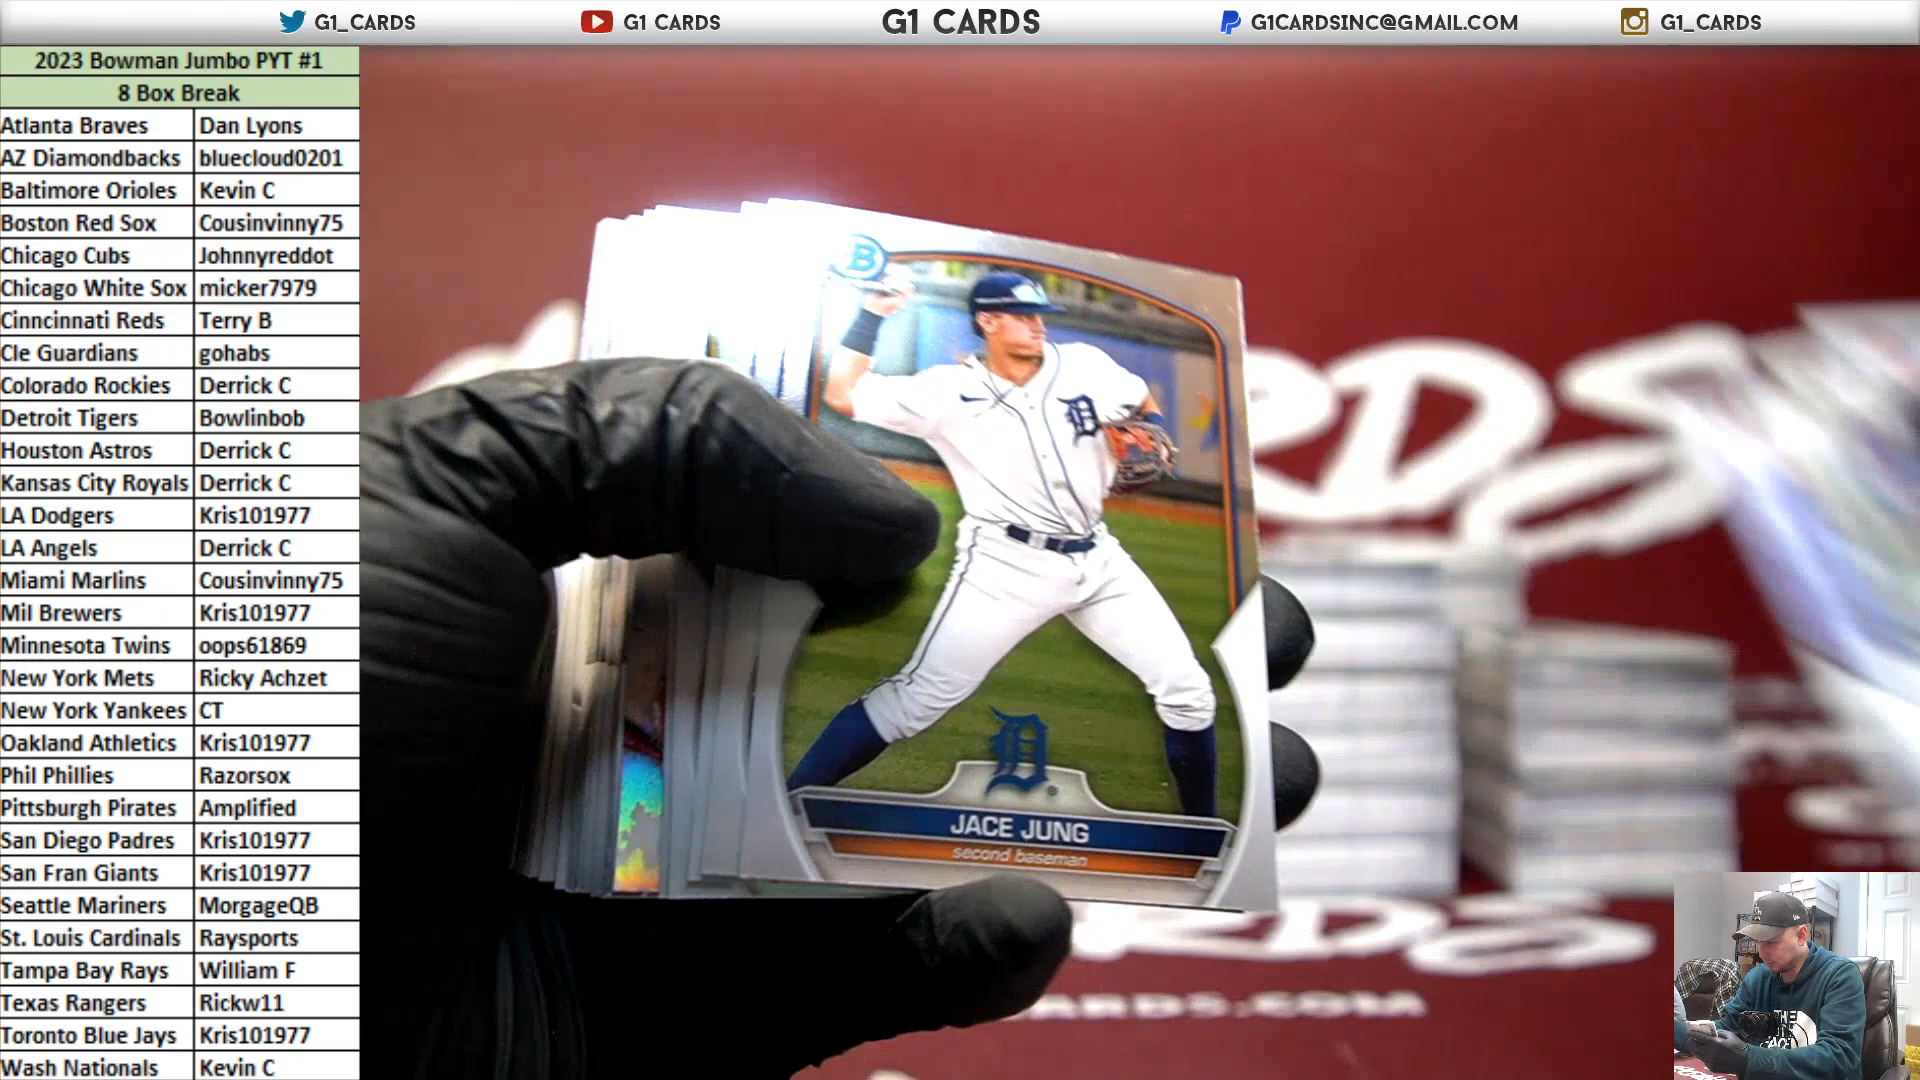 G1_CARDS G1 CARDS G1 CARDS G1CARDSINC@GMAIL.COM G1_CARDS
2023 Bowman Jumbo PYT #1
8 Box Break
Atlanta Braves Dan Lyons
AZ Diamondbacks bluecloud0201
Baltimore Orioles Kevin C
Boston Red Sox Cousinvinny75
Chicago Cubs Johnnyreddot
Chicago White Sox micker7979
Cinncinnati Reds Terry B
Cle Guardians gohabs
Colorado Rockies Derrick C
Detroit Tigers Bowlinbob
Houston Astros Derrick C
Kansas City Royals Derrick C
LA Dodgers Kris101977
LA Angels Derrick C
Miami Marlins Cousinvinny75
Mil Brewers Kris101977
Minnesota Twins oops61869
New York Mets Ricky Achzet
New York Yankees CT
Oakland Athletics Kris101977
Phil Phillies Razorsox
Pittsburgh Pirates Amplified
San Diego Padres Kris101977
San Fran Giants Kris101977
Seattle Mariners MorgageQB
St. Louis Cardinals Raysports
Tampa Bay Rays William F
Texas Rangers Rickw11
Toronto Blue Jays Kris101977
Wash Nationals Kevin C
B
D
D
JACE JUNG
second baseman
RDS
RDS
CARDS.COM